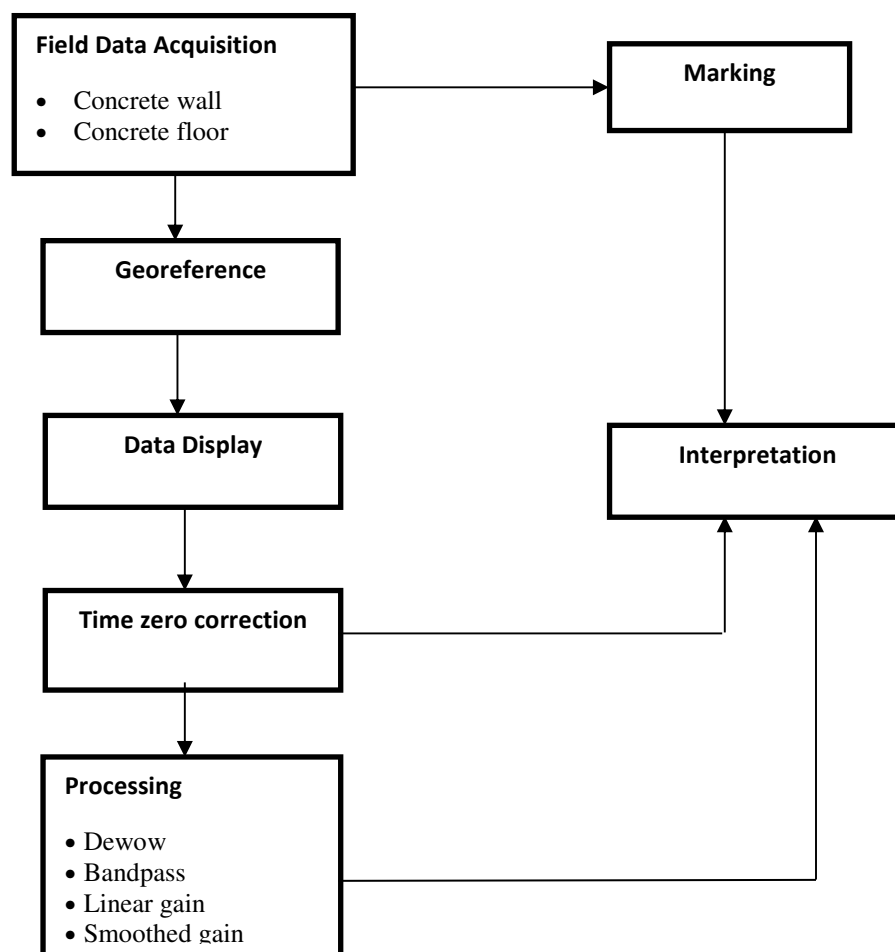 Field Data Acquisition
• Concrete wall
• Concrete floor
Marking
Georeference
Data Display
Interpretation
Time zero correction
Processing
• Dewow
• Bandpass
• Linear gain
• Smoothed gain